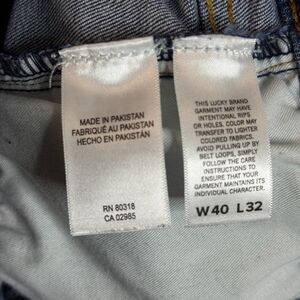 MADE IN PAKISTAN
FABRIQUÉ AU PAKISTAN
HECHO EN PAKISTÁN
RN 80318
CA 02985
THIS LUCKY BRAND
GARMENT MAY HAVE
INTENTIONAL RIPS
OR HOLES. COLOR MAY
TRANSFER TO LIGHTER
COLORED FABRICS.
AVOID PULLING UP BY
BELT LOOPS, SIMPLY
FOLLOW THE CARE
INSTRUCTIONS TO
ENSURE THAT YOUR
GARMENT MAINTAINS ITS
INDIVIDUAL CHARACTER.
W40 L32